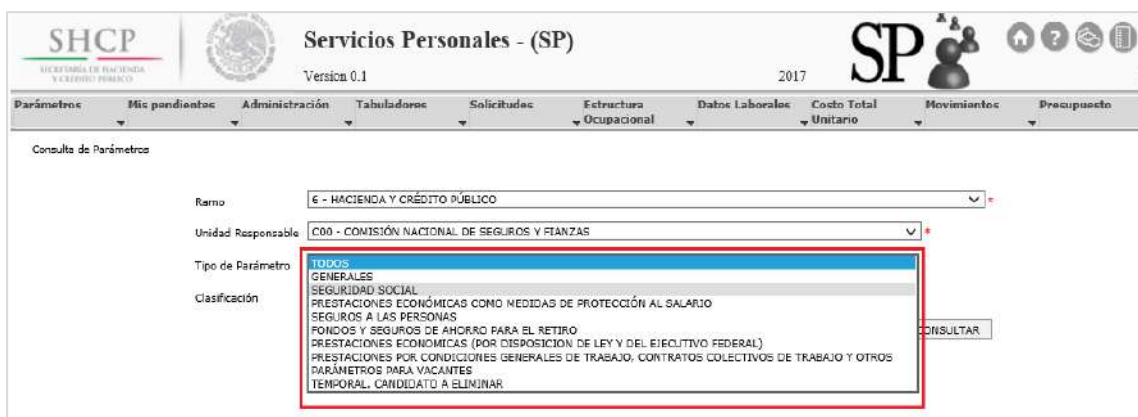 SHCP
SECRETARÍA DE HACIENDA
Y CRÉDITO PÚBLICO
Servicios Personales - (SP)
Version 0.1
2017
SP
Parámetros Mis pendientes Administración Tabuladores Solicitudes Estructura Ocupacional Datos Laborales Costo Total Unitario Movimientos Presupuesto
Consulta de Parámetros
Ramo 6 - HACIENDA Y CRÉDITO PÚBLICO *
Unidad Responsable C00 - COMISIÓN NACIONAL DE SEGUROS Y FIANZAS *
Tipo de Parámetro TODOS
GENERALES
Clasificación SEGURIDAD SOCIAL
PRESTACIONES ECONÓMICAS COMO MEDIDAS DE PROTECCIÓN AL SALARIO
SEGUROS A LAS PERSONAS
FONDOS Y SEGUROS DE AHORRO PARA EL RETIRO
PRESTACIONES ECONOMICAS (POR DISPOSICION DE LEY Y DEL EJECUTIVO FEDERAL)
PRESTACIONES POR CONDICIONES GENERALES DE TRABAJO, CONTRATOS COLECTIVOS DE TRABAJO Y OTROS
PARÁMETROS PARA VACANTES
TEMPORAL, CANDIDATO A ELIMINAR
CONSULTAR